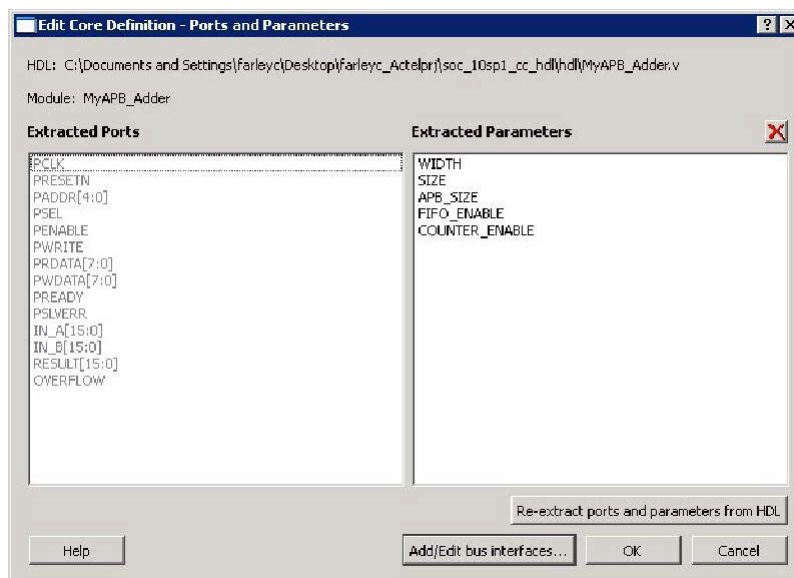 Edit Core Definition - Ports and Parameters
HDL: C:\Documents and Settings\farleyc\Desktop\farleyc_Actelprj\soc_10sp1_cc_hdl\hdl\MyAPB_Adder.v
Module: MyAPB_Adder
Extracted Ports
PCLK
PRESETN
PADDR[4:0]
PSEL
PENABLE
PWRITE
PRDATA[7:0]
PWDATA[7:0]
PREADY
PSLVERR
IN_A[15:0]
IN_B[15:0]
RESULT[15:0]
OVERFLOW
Extracted Parameters
WIDTH
SIZE
APB_SIZE
FIFO_ENABLE
COUNTER_ENABLE
Re-extract ports and parameters from HDL
Help
Add/Edit bus interfaces...
OK
Cancel